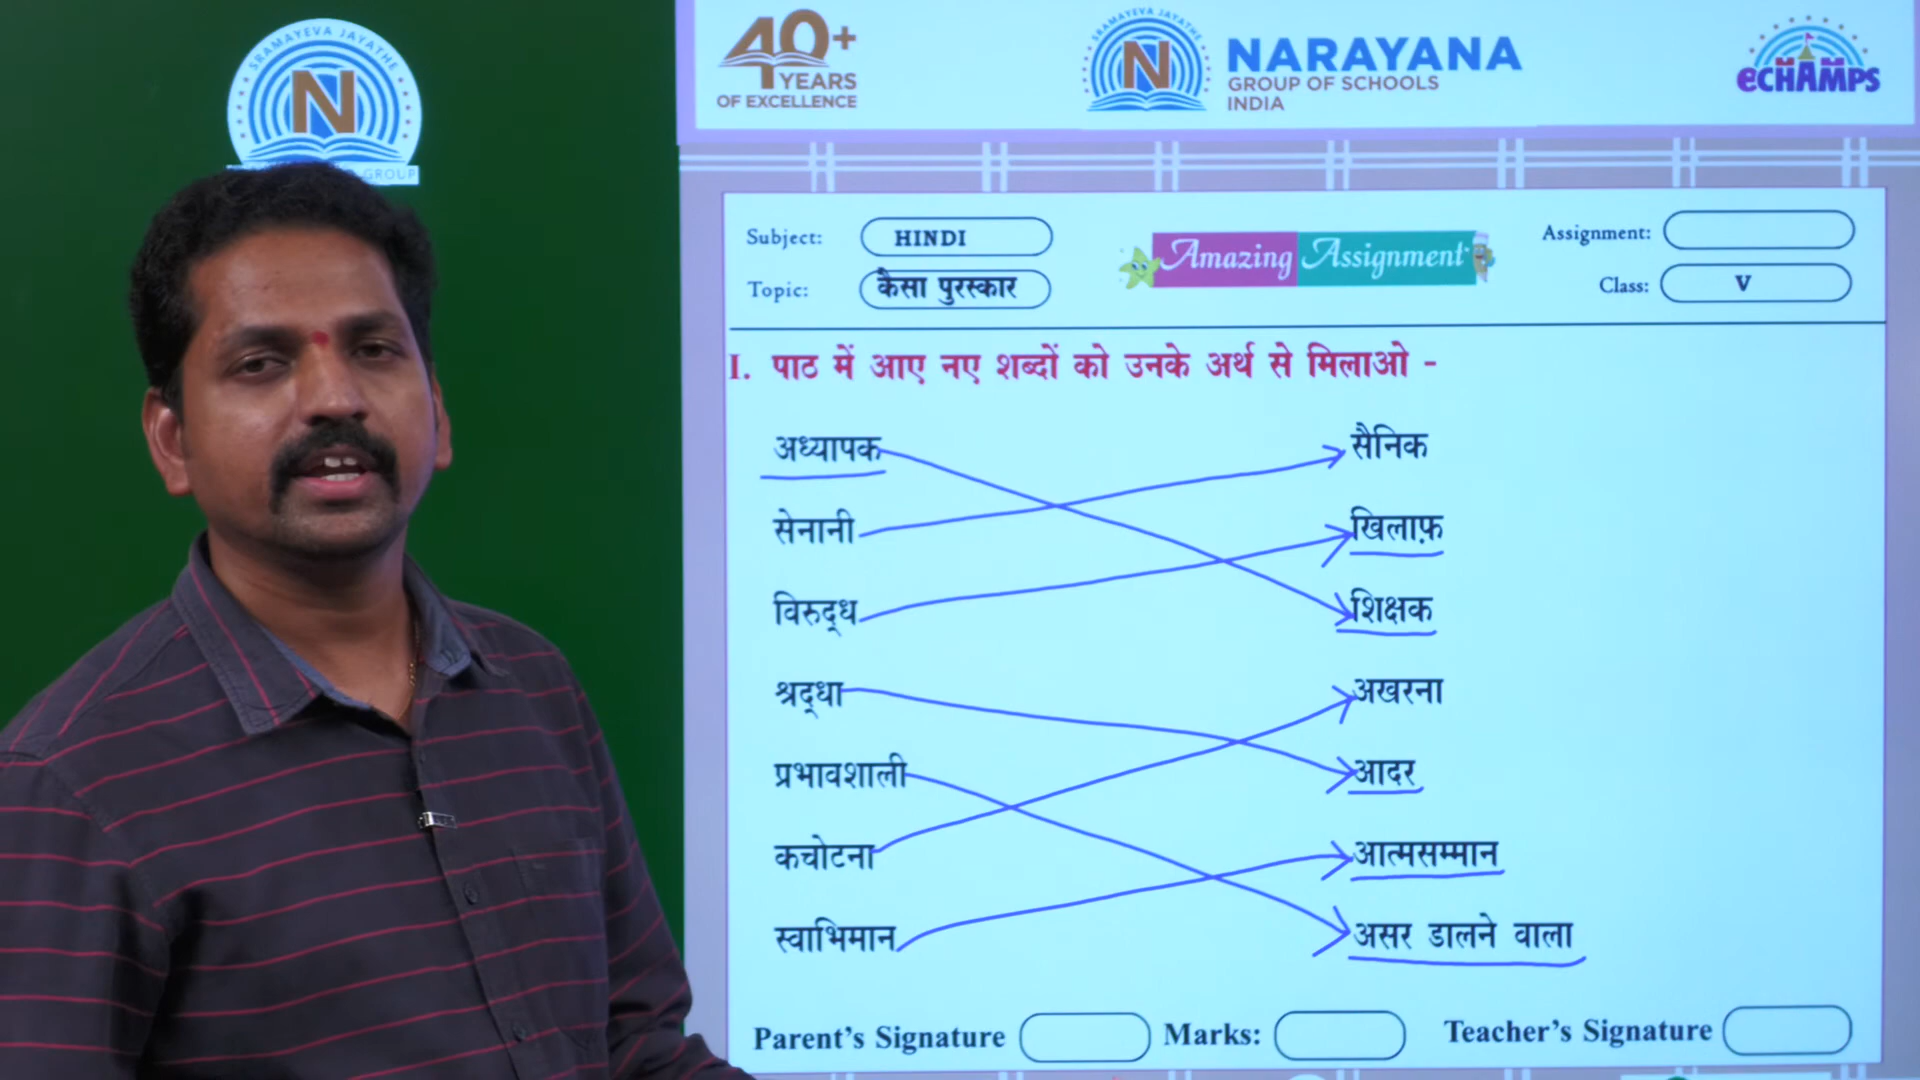 SRAMAYEVA JAYATHE
N
GROUP
40+
YEARS
OF EXCELLENCE
SRAMAYEVA JAYATHE
N
NARAYANA
GROUP OF SCHOOLS
INDIA
eCHAMPS
Subject: HINDI
Topic: कैसा पुरस्कार
Amazing Assignment
Assignment:
Class: V
I. पाठ में आए नए शब्दों को उनके अर्थ से मिलाओ -
अध्यापक सैनिक
सेनानी खिलाफ़
विरुद्ध शिक्षक
श्रद्धा अखरना
प्रभावशाली आदर
कचोटना आत्मसम्मान
स्वाभिमान असर डालने वाला
Parent's Signature Marks: Teacher's Signature